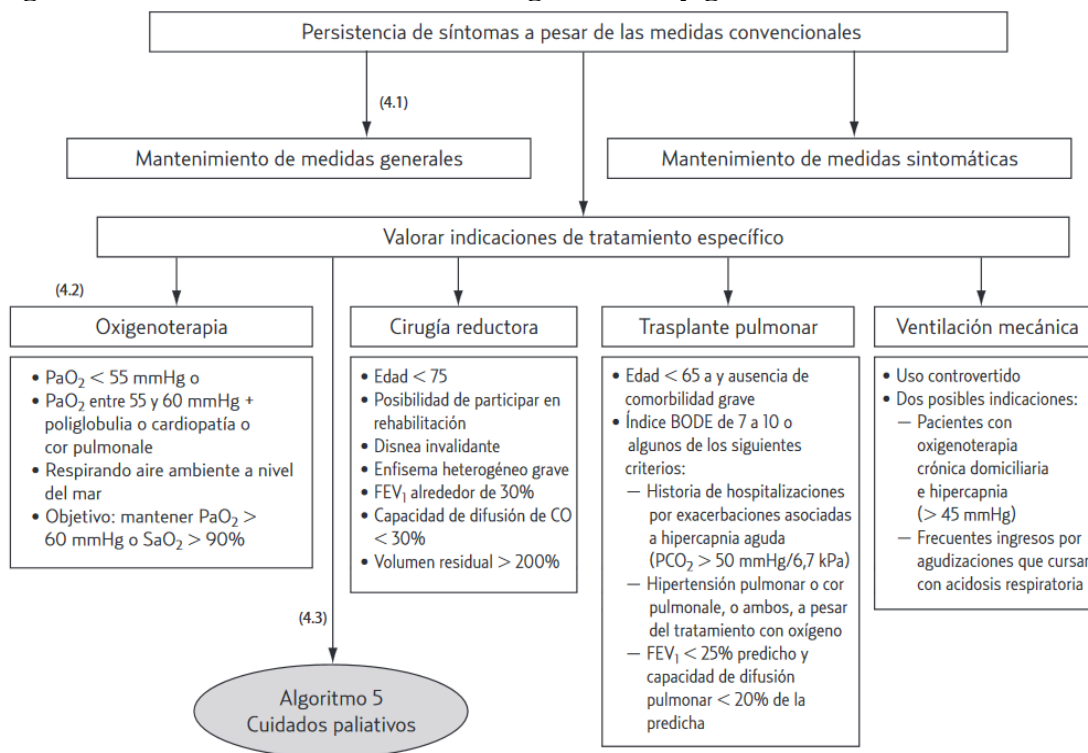 Persistencia de síntomas a pesar de las medidas convencionales
(4.1)
Mantenimiento de medidas generales
Mantenimiento de medidas sintomáticas
Valorar indicaciones de tratamiento específico
(4.2)
Oxigenoterapia
• PaO₂ < 55 mmHg o
• PaO₂ entre 55 y 60 mmHg +
poliglobulia o cardiopatía o
cor pulmonale
• Respirando aire ambiente a nivel
del mar
• Objetivo: mantener PaO₂ >
60 mmHg o SaO₂ > 90%
(4.3)
Algoritmo 5
Cuidados paliativos
Cirugía reductora
• Edad < 75
• Posibilidad de participar en
rehabilitación
• Disnea invalidante
• Enfisema heterogéneo grave
• FEV₁ alrededor de 30%
• Capacidad de difusión de CO
< 30%
• Volumen residual > 200%
Trasplante pulmonar
• Edad < 65 a y ausencia de
comorbilidad grave
• Índice BODE de 7 a 10 o
algunos de los siguientes
criterios:
— Historia de hospitalizaciones
por exacerbaciones asociadas
a hipercapnia aguda
(PCO₂ > 50 mmHg/6,7 kPa)
— Hipertensión pulmonar o cor
pulmonale, o ambos, a pesar
del tratamiento con oxígeno
— FEV₁ < 25% predicho y
capacidad de difusión
pulmonar < 20% de la
predicha
Ventilación mecánica
• Uso controvertido
• Dos posibles indicaciones:
— Pacientes con
oxigenoterapia
crónica domiciliaria
e hipercapnia
(> 45 mmHg)
— Frecuentes ingresos por
agudizaciones que cursan
con acidosis respiratoria